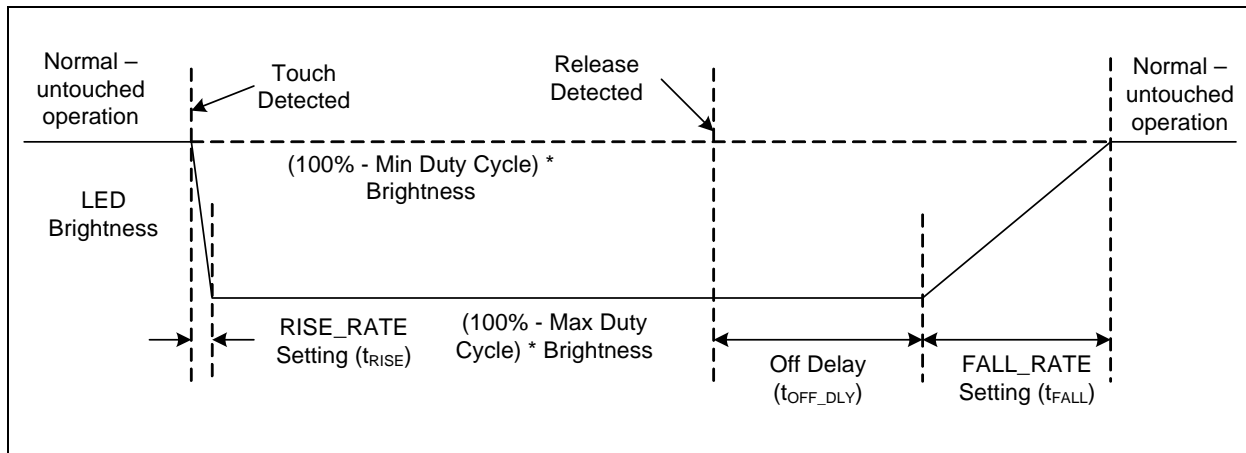 Normal –
untouched
operation
Touch
Detected
Release
Detected
Normal –
untouched
operation
(100% - Min Duty Cycle) *
Brightness
LED
Brightness
RISE_RATE
Setting (tRISE)
(100% - Max Duty
Cycle) * Brightness
Off Delay
(tOFF_DLY)
FALL_RATE
Setting (tFALL)